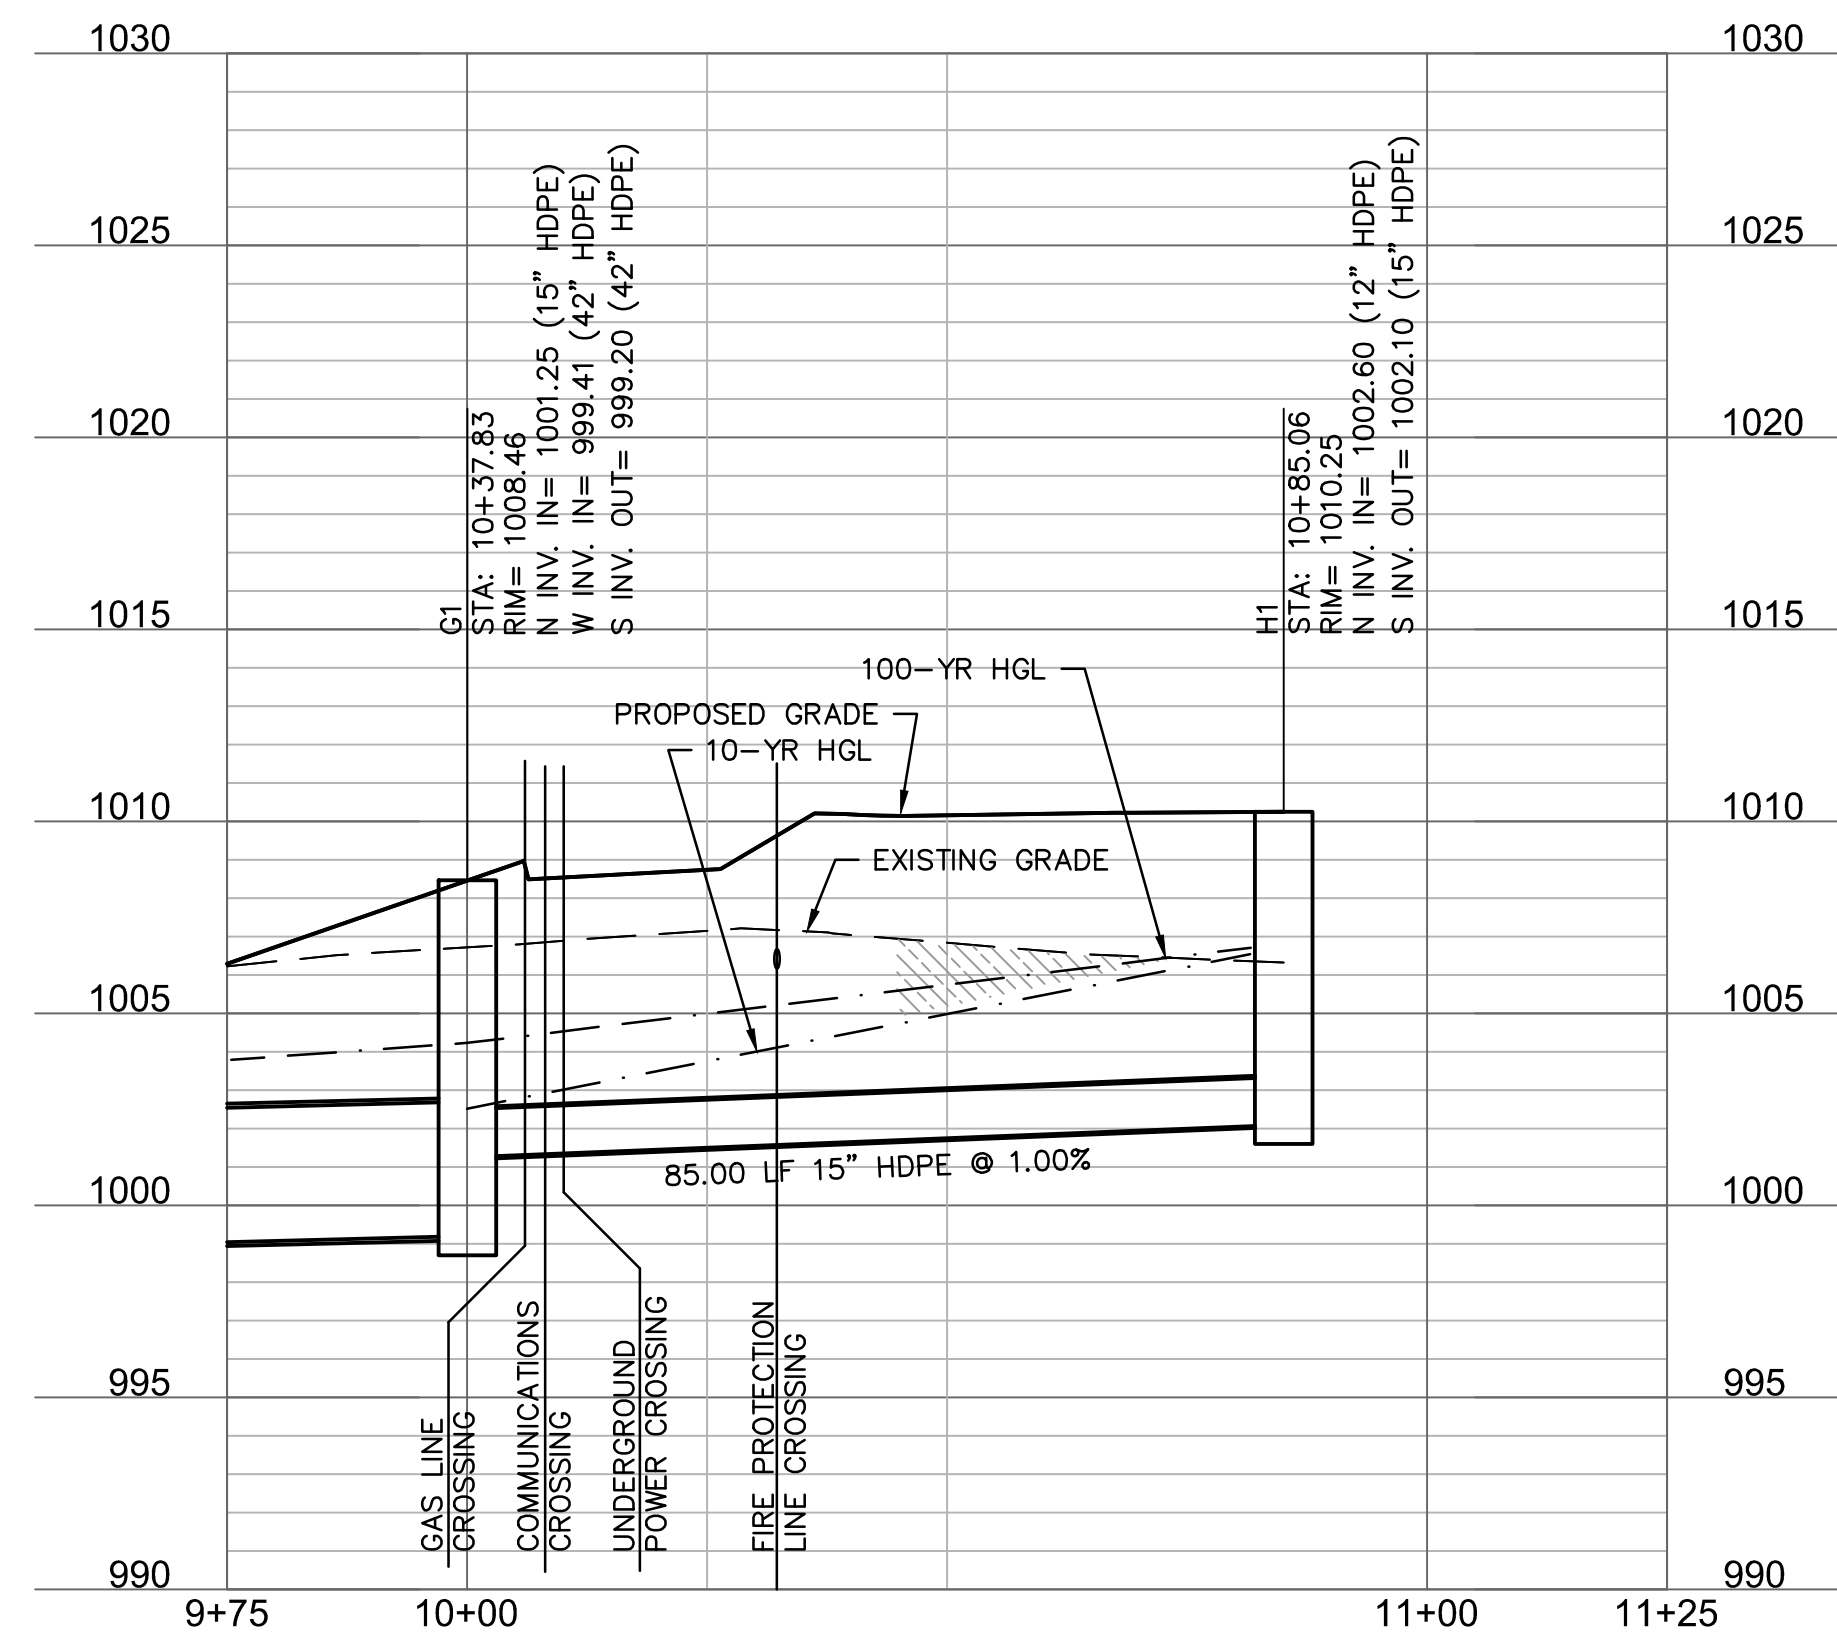 1030
1030
1025
1025
1020
1020
1015
1015
1010
1010
1005
1005
1000
1000
995
995
990
990
G1
STA: 10+37.83
RIM= 1008.46
N INV. IN= 1001.25 (15" HDPE)
W INV. IN= 999.41 (42" HDPE)
S INV. OUT= 999.20 (42" HDPE)
H1
STA: 10+85.06
RIM= 1010.25
N INV. IN= 1002.60 (12" HDPE)
S INV. OUT= 1002.10 (15" HDPE)
100-YR HGL
PROPOSED GRADE
10-YR HGL
EXISTING GRADE
85.00 LF 15" HDPE @ 1.00%
GAS LINE
CROSSING
COMMUNICATIONS
CROSSING
UNDERGROUND
POWER CROSSING
FIRE PROTECTION
LINE CROSSING
9+75
10+00
11+00
11+25